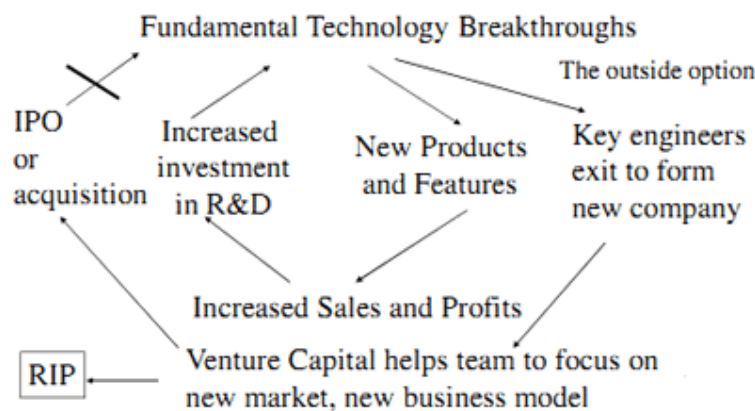 Fundamental Technology Breakthroughs
The outside option
IPO
or
acquisition
Increased
investment
in R&D
New Products
and Features
Key engineers
exit to form
new company
Increased Sales and Profits
Venture Capital helps team to focus on
new market, new business model
RIP